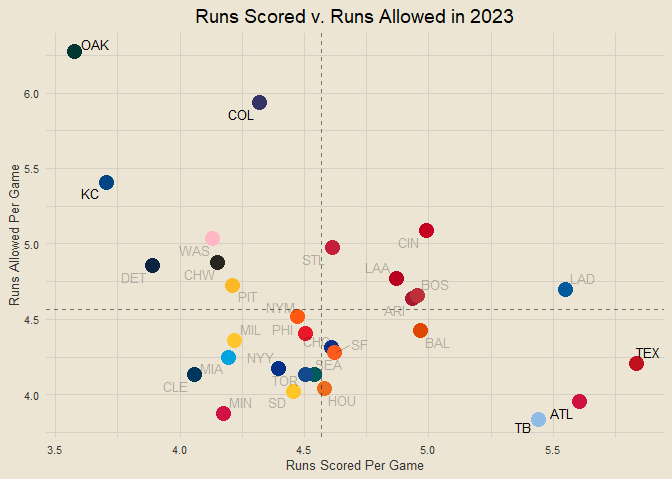 Runs Scored v. Runs Allowed in 2023
OAK
6.0
COL
5.5
KC
5.0
WAS
STL
CIN
DET
CHW
LAA
BOS
LAD
PIT
NYM
ARI
4.5
MIL
PHI
CHC
SF
BAL
NYY
TEX
MIA
SEA
CLE
TOR
4.0
MIN
SD
HOU
ATL
TB
3.5
4.0
4.5
5.0
5.5
Runs Scored Per Game
Runs Allowed Per Game